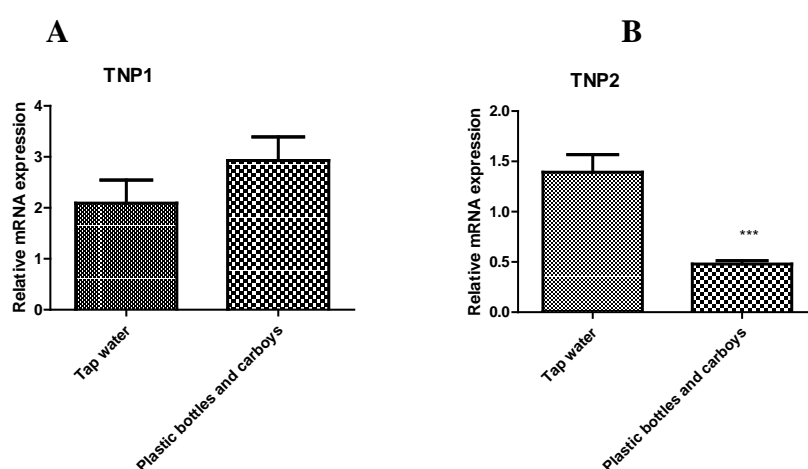 A
TNP1
Relative mRNA expression
4
3
2
1
0
Tap water
Plastic bottles and carboys
B
TNP2
Relative mRNA expression
2.0
1.5
1.0
0.5
0.0
***
Tap water
Plastic bottles and carboys